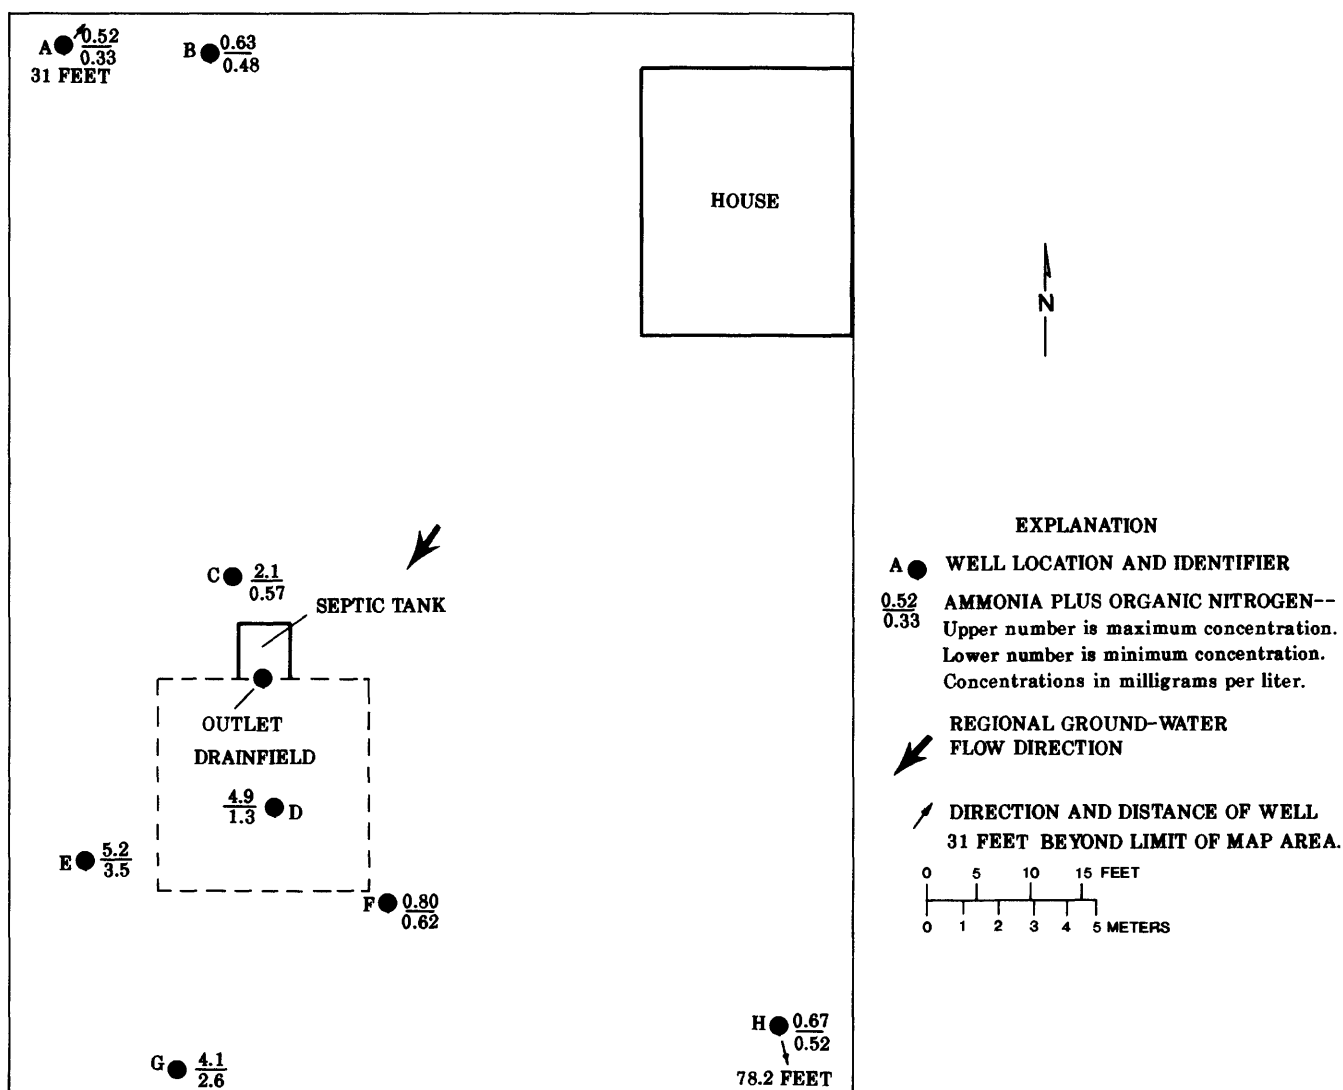 A 0.52
0.33
31 FEET
B 0.63
0.48
HOUSE
N
C 2.1
0.57
SEPTIC TANK
OUTLET
DRAINFIELD
4.9
1.3 D
E 5.2
3.5
F 0.80
0.62
G 4.1
2.6
H 0.67
0.52
78.2 FEET
EXPLANATION
A WELL LOCATION AND IDENTIFIER
0.52
0.33
AMMONIA PLUS ORGANIC NITROGEN--
Upper number is maximum concentration.
Lower number is minimum concentration.
Concentrations in milligrams per liter.
REGIONAL GROUND-WATER
FLOW DIRECTION
DIRECTION AND DISTANCE OF WELL
31 FEET BEYOND LIMIT OF MAP AREA.
0 5 10 15 FEET
0 1 2 3 4 5 METERS